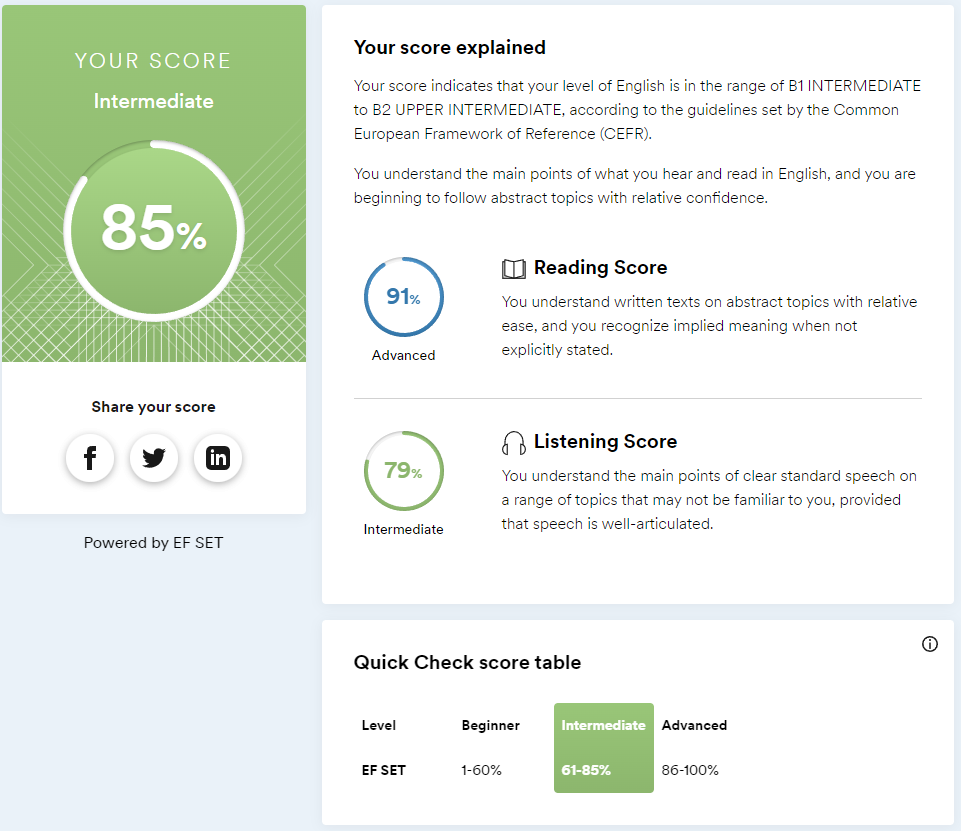 YOUR SCORE
Intermediate
85%
Share your score
f
in
Powered by EF SET
Your score explained
Your score indicates that your level of English is in the range of B1 INTERMEDIATE
to B2 UPPER INTERMEDIATE, according to the guidelines set by the Common
European Framework of Reference (CEFR).
You understand the main points of what you hear and read in English, and you are
beginning to follow abstract topics with relative confidence.
91%
Advanced
Reading Score
You understand written texts on abstract topics with relative
ease, and you recognize implied meaning when not
explicitly stated.
79%
Intermediate
Listening Score
You understand the main points of clear standard speech on
a range of topics that may not be familiar to you, provided
that speech is well-articulated.
Quick Check score table
Level Beginner Intermediate Advanced
EF SET 1-60% 61-85% 86-100%